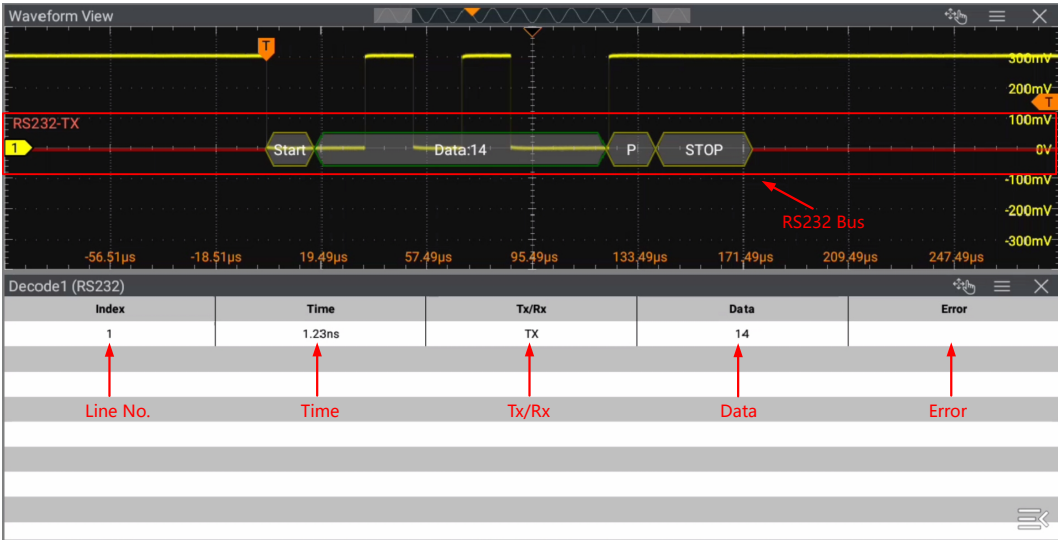 Waveform View
T
300mV
200mV
T
RS232-TX
100mV
1
Start
Data:14
P
STOP
0V
-100mV
RS232 Bus
-200mV
-300mV
-56.51µs -18.51µs 19.49µs 57.49µs 95.49µs 133.49µs 171.49µs 209.49µs 247.49µs
Decode1 (RS232)
Index Time Tx/Rx Data Error
1 1.23ns TX 14
Line No. Time Tx/Rx Data Error